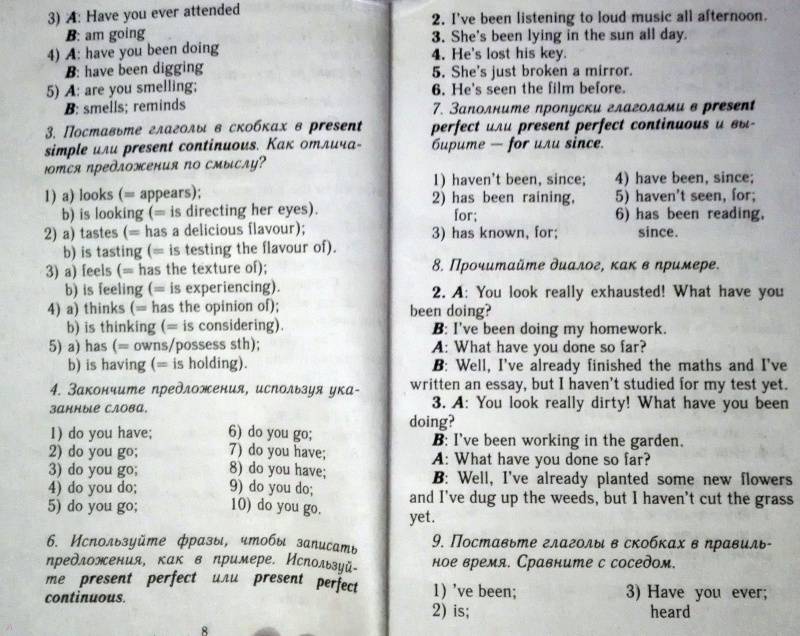 3) A: Have you ever attended
B: am going
4) A: have you been doing
B: have been digging
5) A: are you smelling;
B: smells; reminds
3. Поставьте глаголы в скобках в present
simple или present continuous. Как отлича-
ются предложения по смыслу?
1) a) looks (= appears);
b) is looking (= is directing her eyes).
2) a) tastes (= has a delicious flavour);
b) is tasting (= is testing the flavour of).
3) a) feels (= has the texture of);
b) is feeling (= is experiencing).
4) a) thinks (= has the opinion of);
b) is thinking (= is considering).
5) a) has (= owns/possess sth);
b) is having (= is holding).
4. Закончите предложения, используя ука-
занные слова.
1) do you have;
2) do you go;
3) do you go;
4) do you do;
5) do you go;
6) do you go;
7) do you have;
8) do you have;
9) do you do;
10) do you go.
6. Используйте фразы, чтобы записать
предложения, как в примере. Используй-
те present perfect или present perfect
continuous.
8
2. I've been listening to loud music all afternoon.
3. She's been lying in the sun all day.
4. He's lost his key.
5. She's just broken a mirror.
6. He's seen the film before.
7. Заполните пропуски глаголами в present
perfect или present perfect continuous и вы-
бирите — for или since.
1) haven't been, since;
2) has been raining,
for;
3) has known, for;
4) have been, since;
5) haven't seen, for;
6) has been reading,
since.
8. Прочитайте диалог, как в примере.
2. A: You look really exhausted! What have you
been doing?
B: I've been doing my homework.
A: What have you done so far?
B: Well, I've already finished the maths and I've
written an essay, but I haven't studied for my test yet.
3. A: You look really dirty! What have you been
doing?
B: I've been working in the garden.
A: What have you done so far?
B: Well, I've already planted some new flowers
and I've dug up the weeds, but I haven't cut the grass
yet.
9. Поставьте глаголы в скобках в правиль-
ное время. Сравните с соседом.
1) 've been;
2) is;
3) Have you ever;
heard